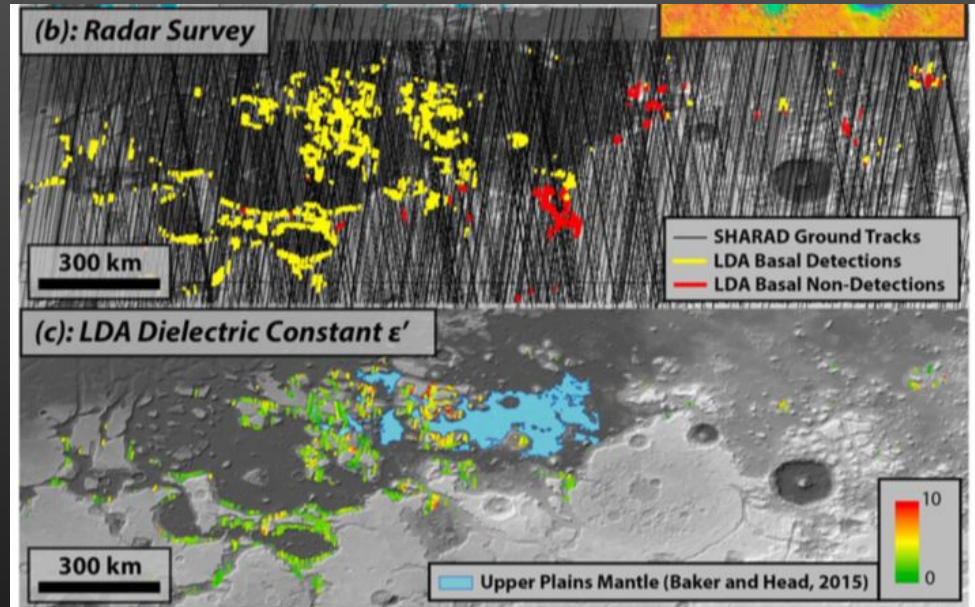 (b): Radar Survey
SHARAD Ground Tracks
LDA Basal Detections
LDA Basal Non-Detections
300 km
(c): LDA Dielectric Constant ε′
10
0
300 km
Upper Plains Mantle (Baker and Head, 2015)